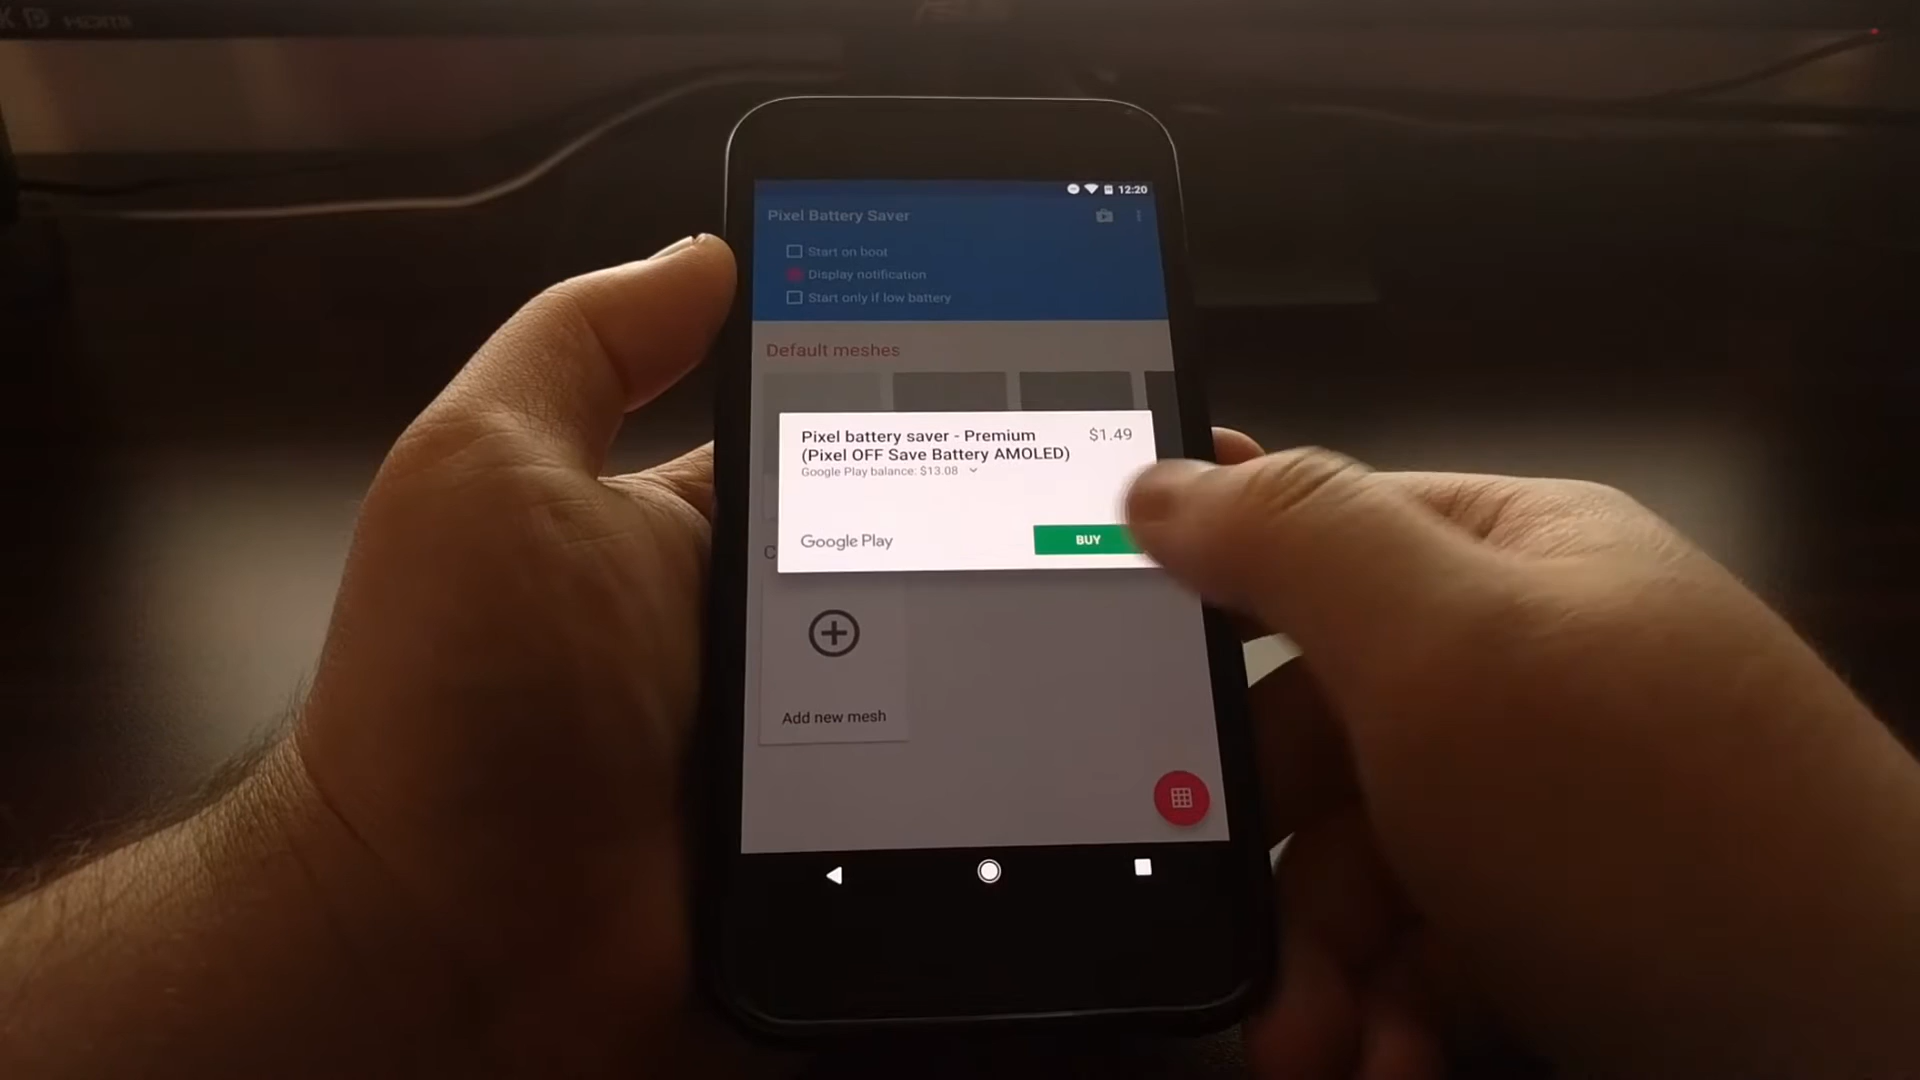 HDMI
12:20
Pixel Battery Saver
Start on boot
Display notification
Start only if low battery
Default meshes
Pixel battery saver - Premium $1.49
(Pixel OFF Save Battery AMOLED)
Google Play balance: $13.08
Google Play BUY
C
Add new mesh